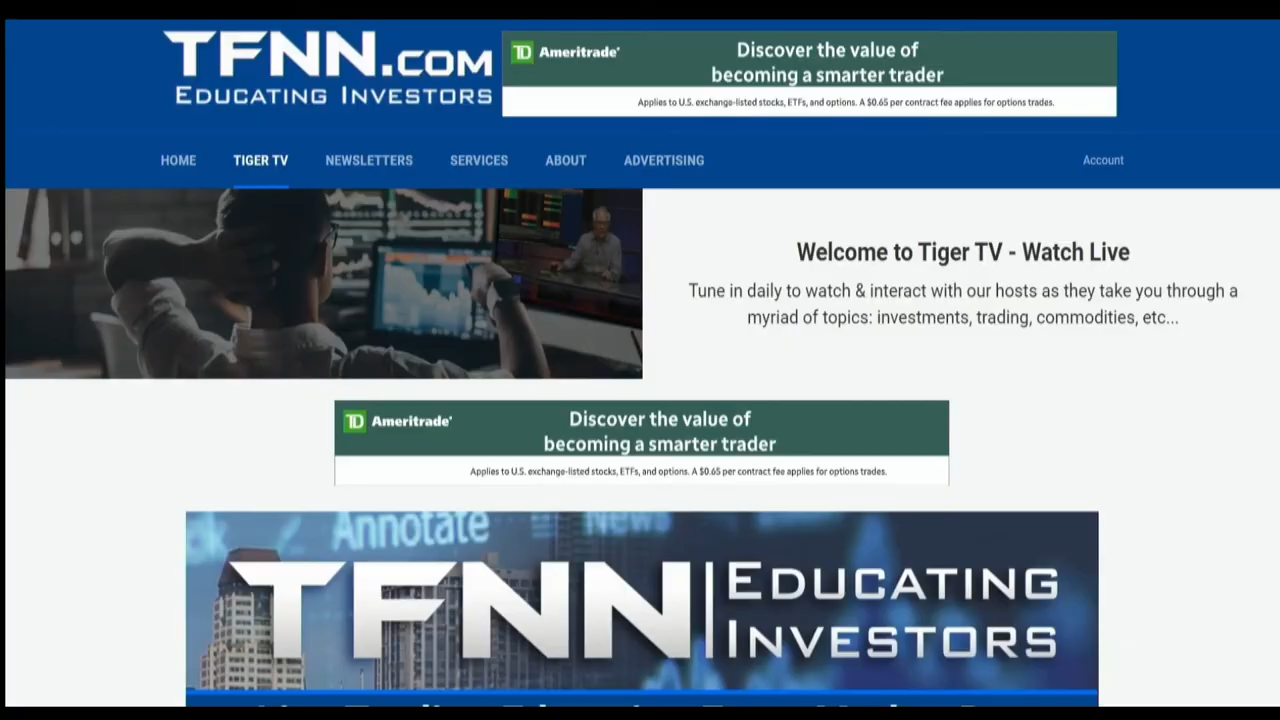 TFNN.COM
EDUCATING INVESTORS
TD Ameritrade
Discover the value of
becoming a smarter trader
Applies to U.S. exchange-listed stocks, ETFs, and options. A $0.65 per contract fee applies for options trades.
HOME TIGER TV NEWSLETTERS SERVICES ABOUT ADVERTISING Account
Welcome to Tiger TV - Watch Live
Tune in daily to watch & interact with our hosts as they take you through a
myriad of topics: investments, trading, commodities, etc...
TD Ameritrade
Discover the value of
becoming a smarter trader
Applies to U.S. exchange-listed stocks, ETFs, and options. A $0.65 per contract fee applies for options trades.
Annotate News
TFNN EDUCATING
INVESTORS